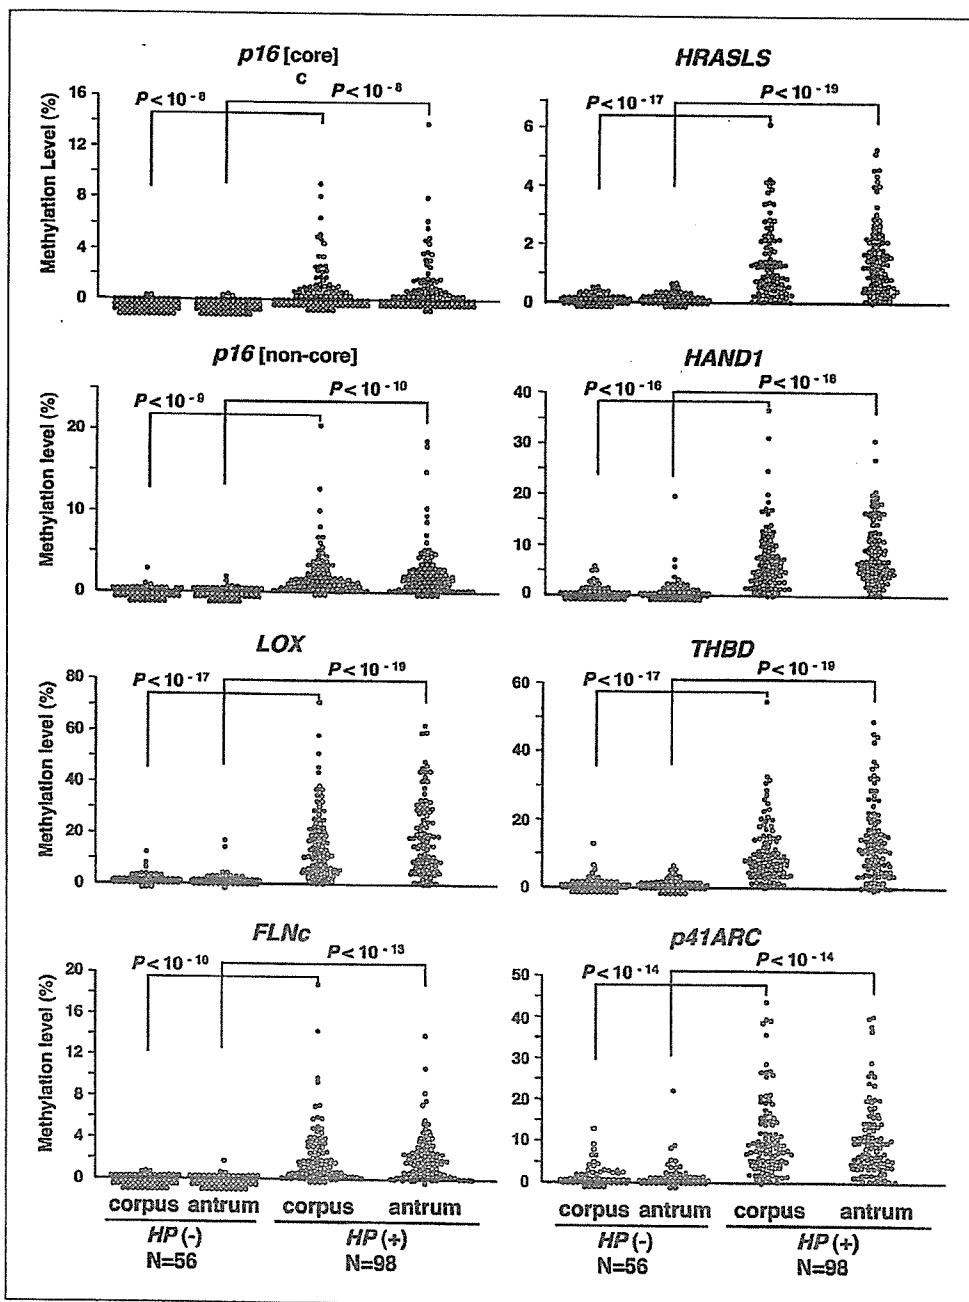 p16 [core]
c
P < 10 -8
P < 10 -8
Methylation Level (%)
16
12
8
4
0
HRASLS
P < 10 -17
P < 10 -19
6
4
2
0
p16 [non-core]
P < 10 -9
P < 10 -10
Methylation level (%)
20
10
0
HAND1
P < 10 -16
P < 10 -18
40
30
20
10
0
LOX
P < 10 -17
P < 10 -19
Methylation level (%)
80
60
40
20
0
THBD
P < 10 -17
P < 10 -19
60
40
20
0
FLNc
P < 10 -10
P < 10 -13
Methylation level (%)
20
16
12
8
4
0
corpus antrum corpus antrum
HP (-) HP (+)
N=56 N=98
p41ARC
P < 10 -14
P < 10 -14
50
40
30
20
10
0
corpus antrum corpus antrum
HP (-) HP (+)
N=56 N=98